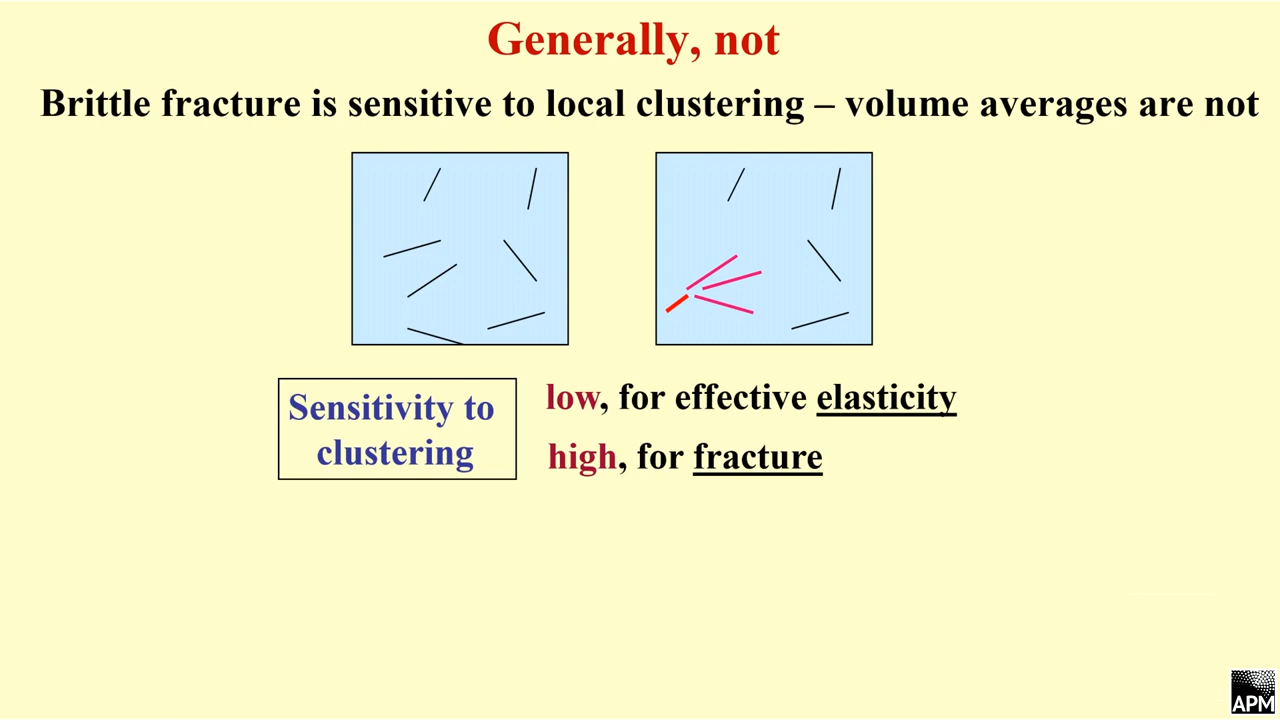 Generally, not
Brittle fracture is sensitive to local clustering – volume averages are not
Sensitivity to
clustering
low, for effective elasticity
high, for fracture
APM